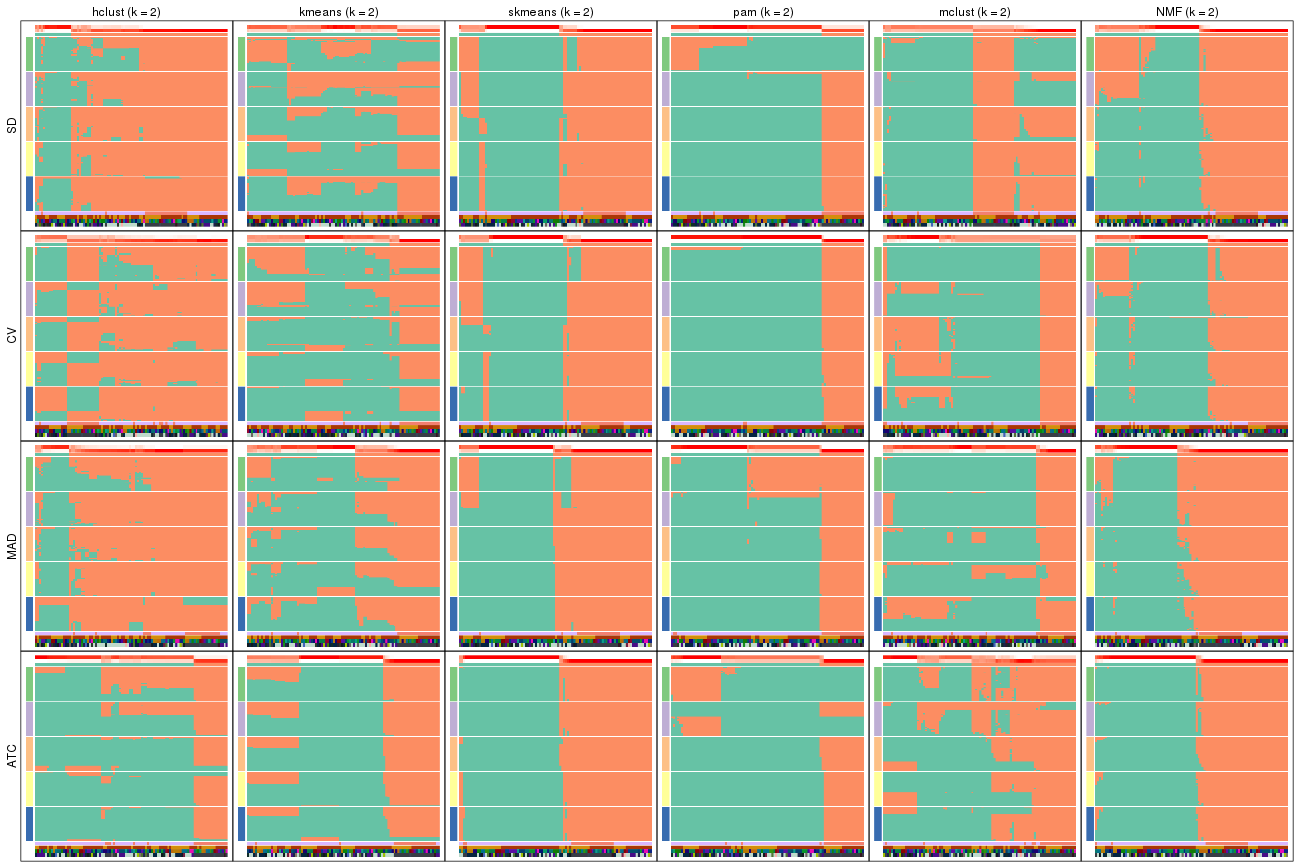 hclust (k = 2) kmeans (k = 2) skmeans (k = 2) pam (k = 2) mclust (k = 2) NMF (k = 2)
SD
CV
MAD
ATC